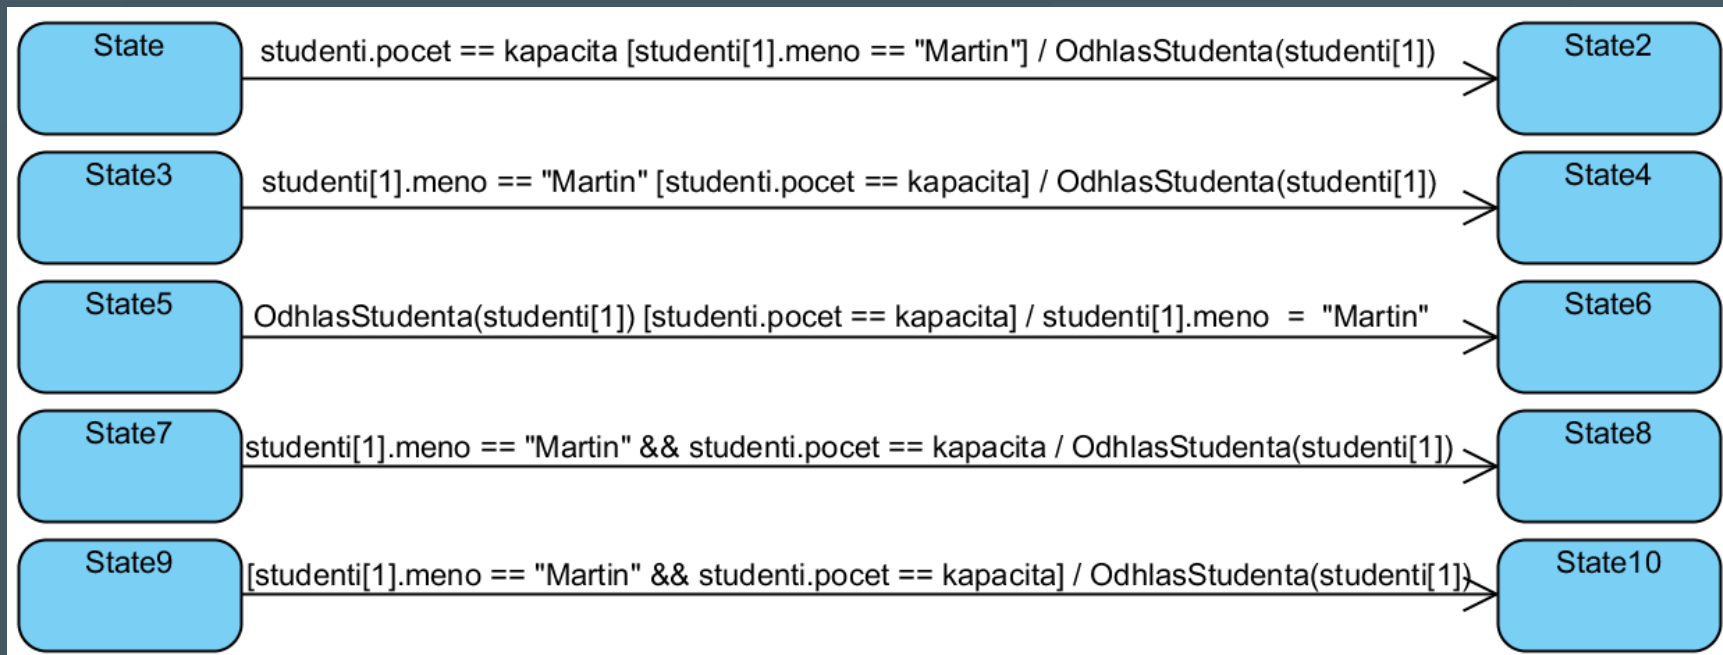 State studenti.pocet == kapacita [studenti[1].meno == "Martin"] / OdhlasStudenta(studenti[1]) State2
State3 studenti[1].meno == "Martin" [studenti.pocet == kapacita] / OdhlasStudenta(studenti[1]) State4
State5 OdhlasStudenta(studenti[1]) [studenti.pocet == kapacita] / studenti[1].meno = "Martin" State6
State7 studenti[1].meno == "Martin" && studenti.pocet == kapacita / OdhlasStudenta(studenti[1]) State8
State9 [studenti[1].meno == "Martin" && studenti.pocet == kapacita] / OdhlasStudenta(studenti[1]) State10